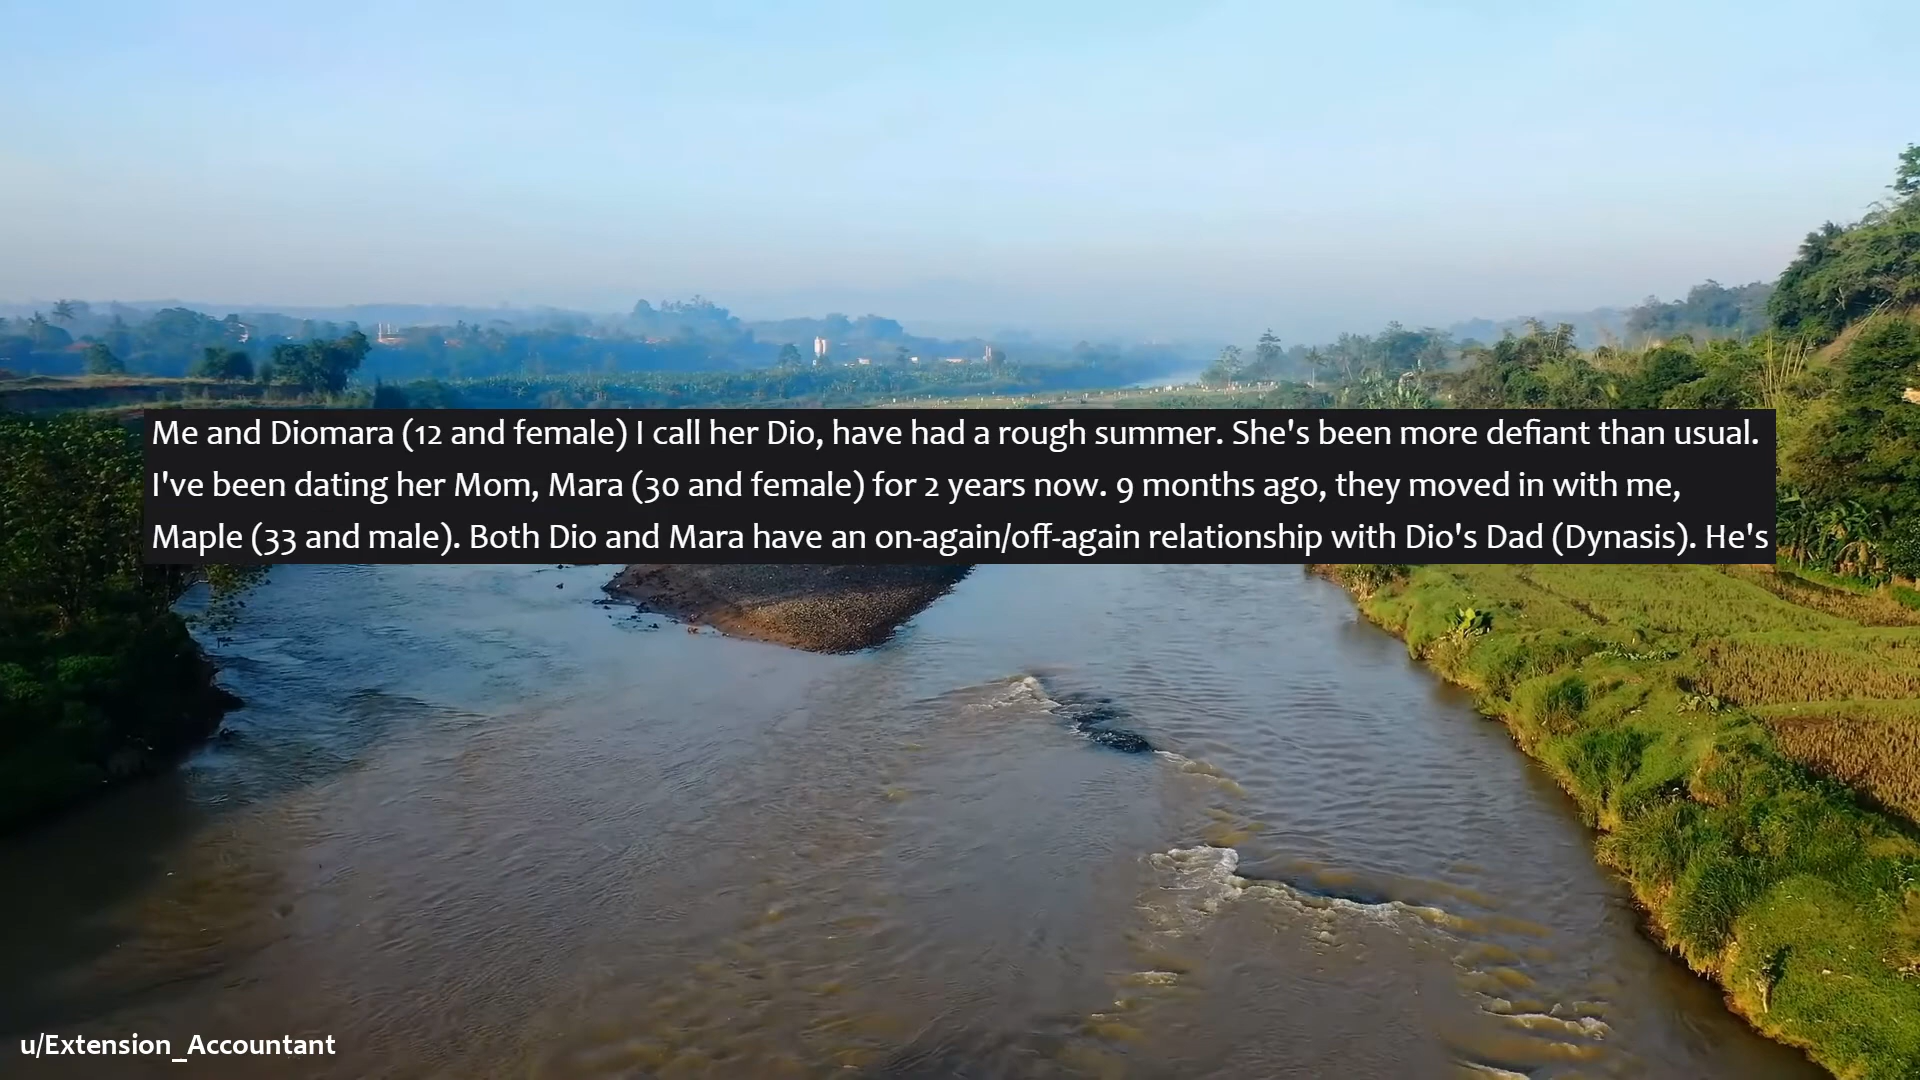 Me and Diomara (12 and female) I call her Dio, have had a rough summer. She's been more defiant than usual.
I've been dating her Mom, Mara (30 and female) for 2 years now. 9 months ago, they moved in with me,
Maple (33 and male). Both Dio and Mara have an on-again/off-again relationship with Dio's Dad (Dynasis). He's
u/Extension_Accountant